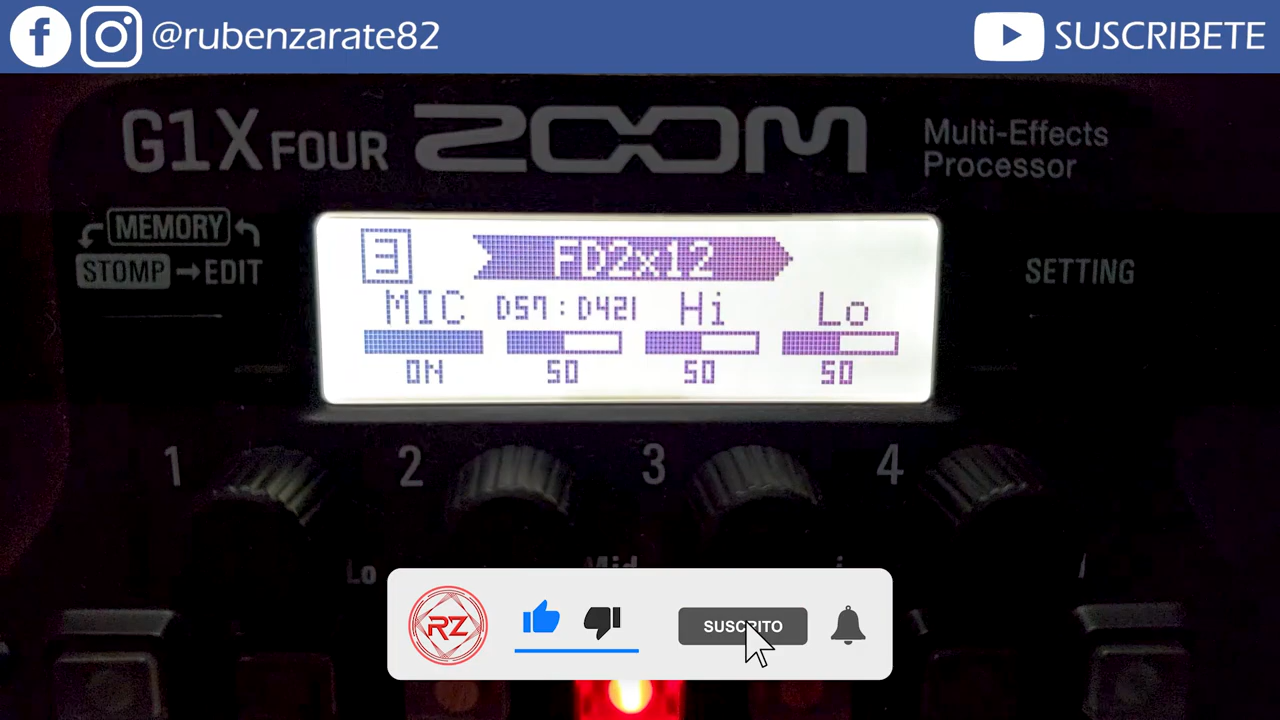 @rubenzarate82
SUSCRIBETE
G1X FOUR ZOOM
Multi-Effects
Processor
MEMORY
STOMP → EDIT
SETTING
3
FD2x12
MIC D57:D421 Hi Lo
ON 50 50 50
1 2 3 4
Lo Mid
RZ
SUSCRITO